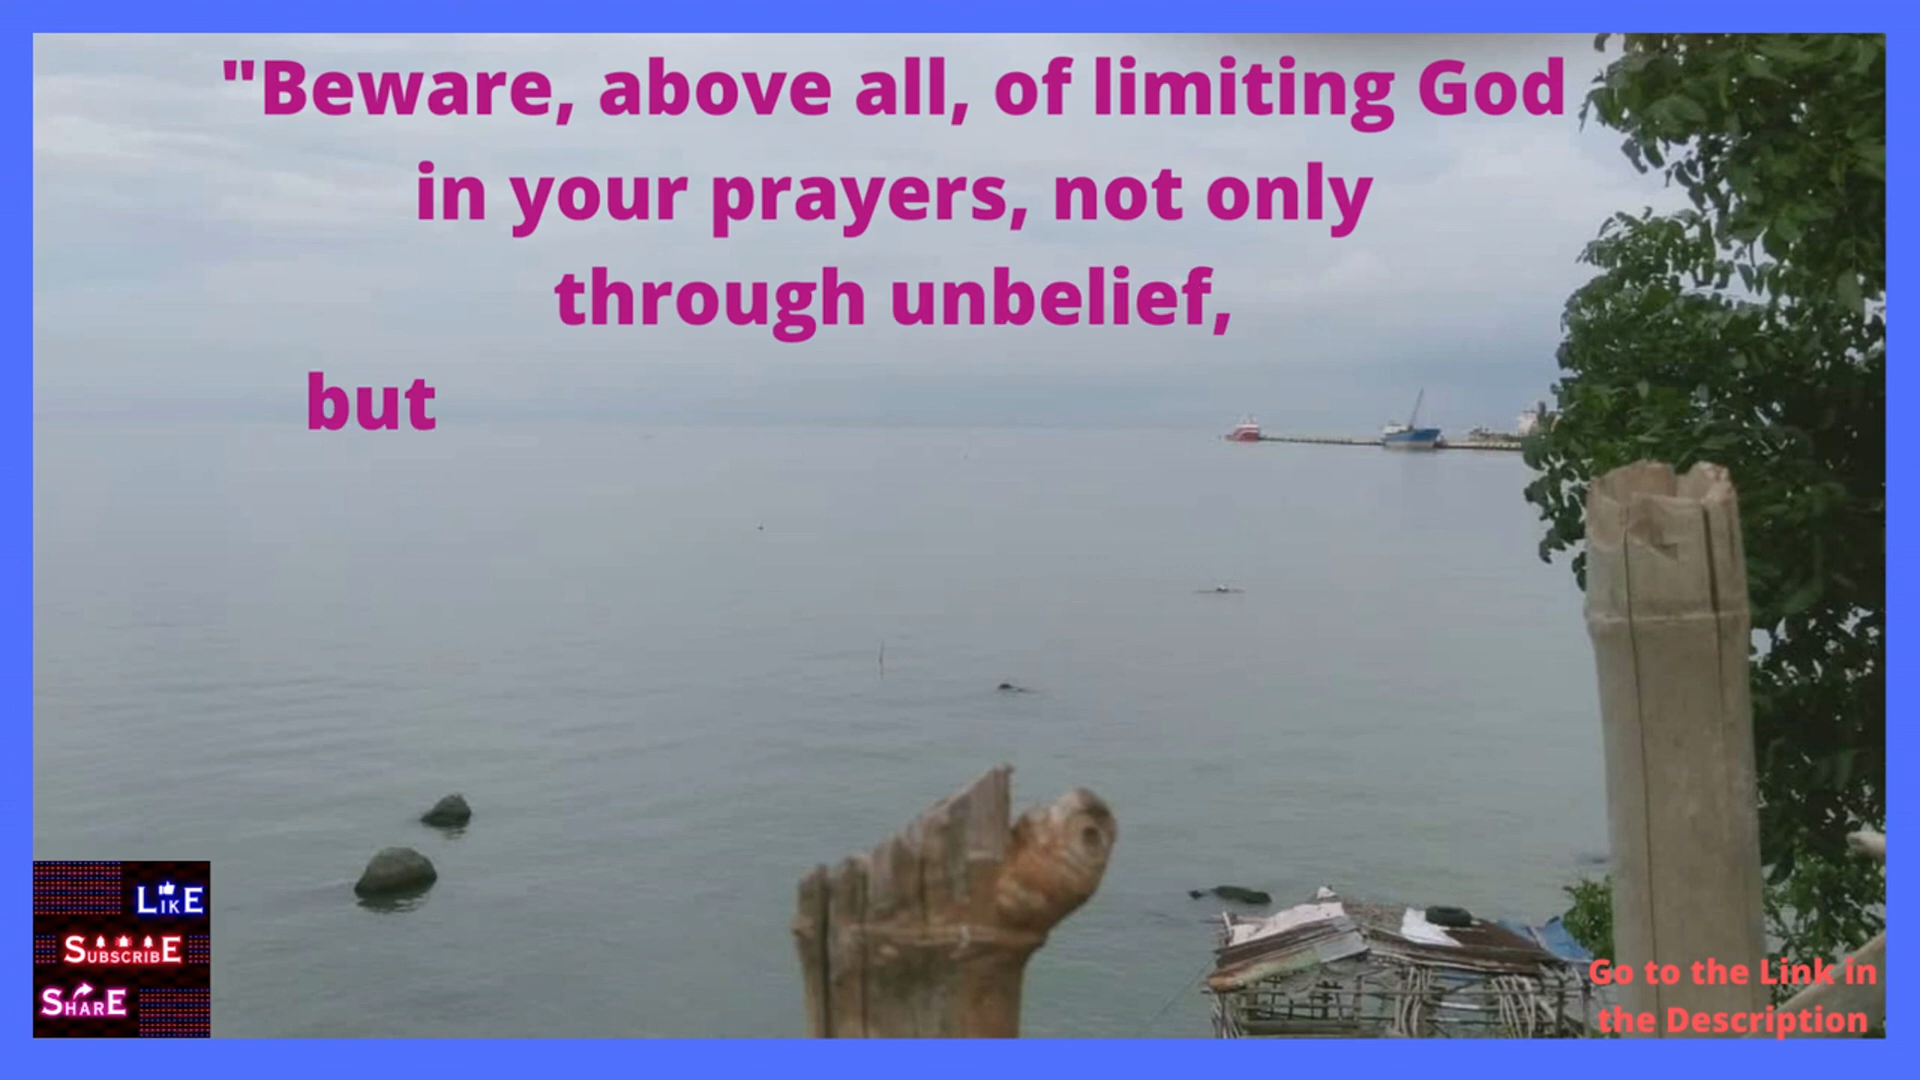 "Beware, above all, of limiting God
in your prayers, not only
through unbelief,
but
LIKE
SUBSCRIBE
SHARE
Go to the Link in
the Description